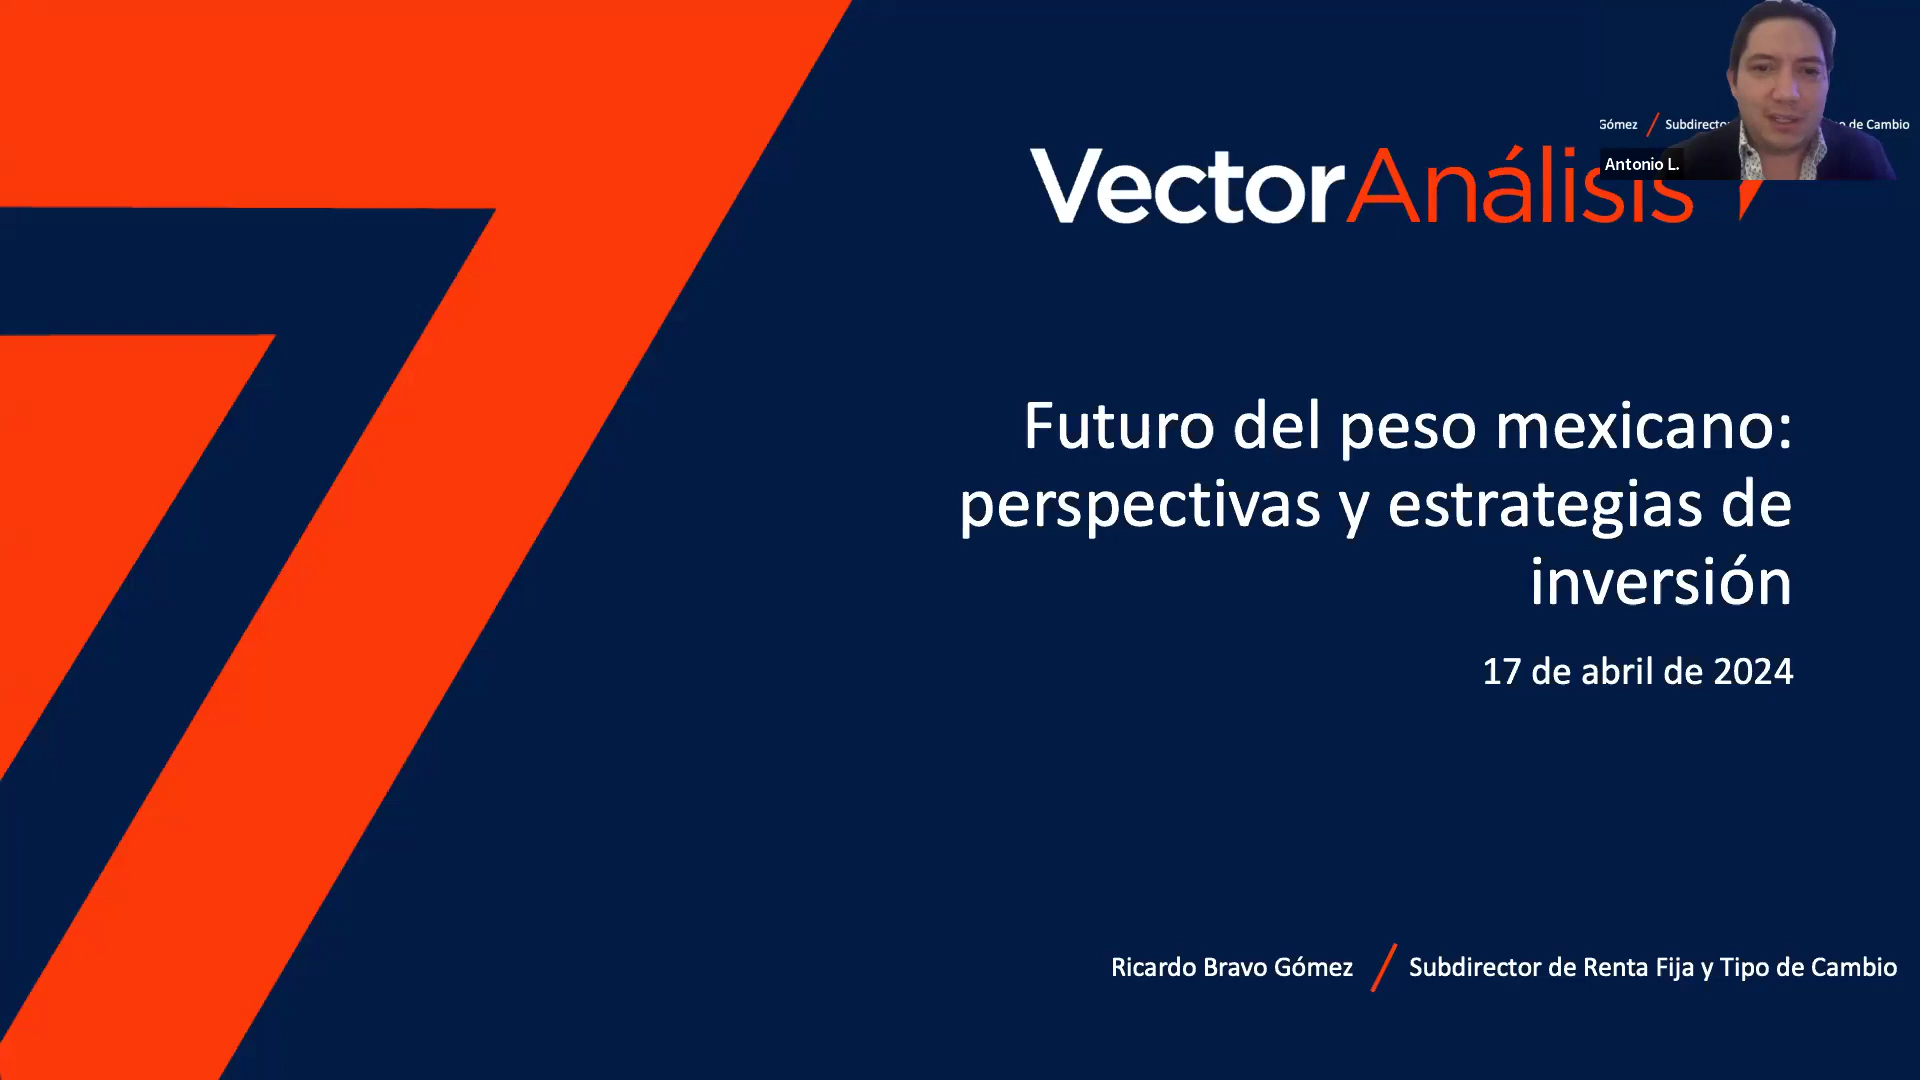 Gómez / Subdirector de Cambio
Antonio L.
VectorAnálisis
Futuro del peso mexicano:
perspectivas y estrategias de
inversión
17 de abril de 2024
Ricardo Bravo Gómez / Subdirector de Renta Fija y Tipo de Cambio